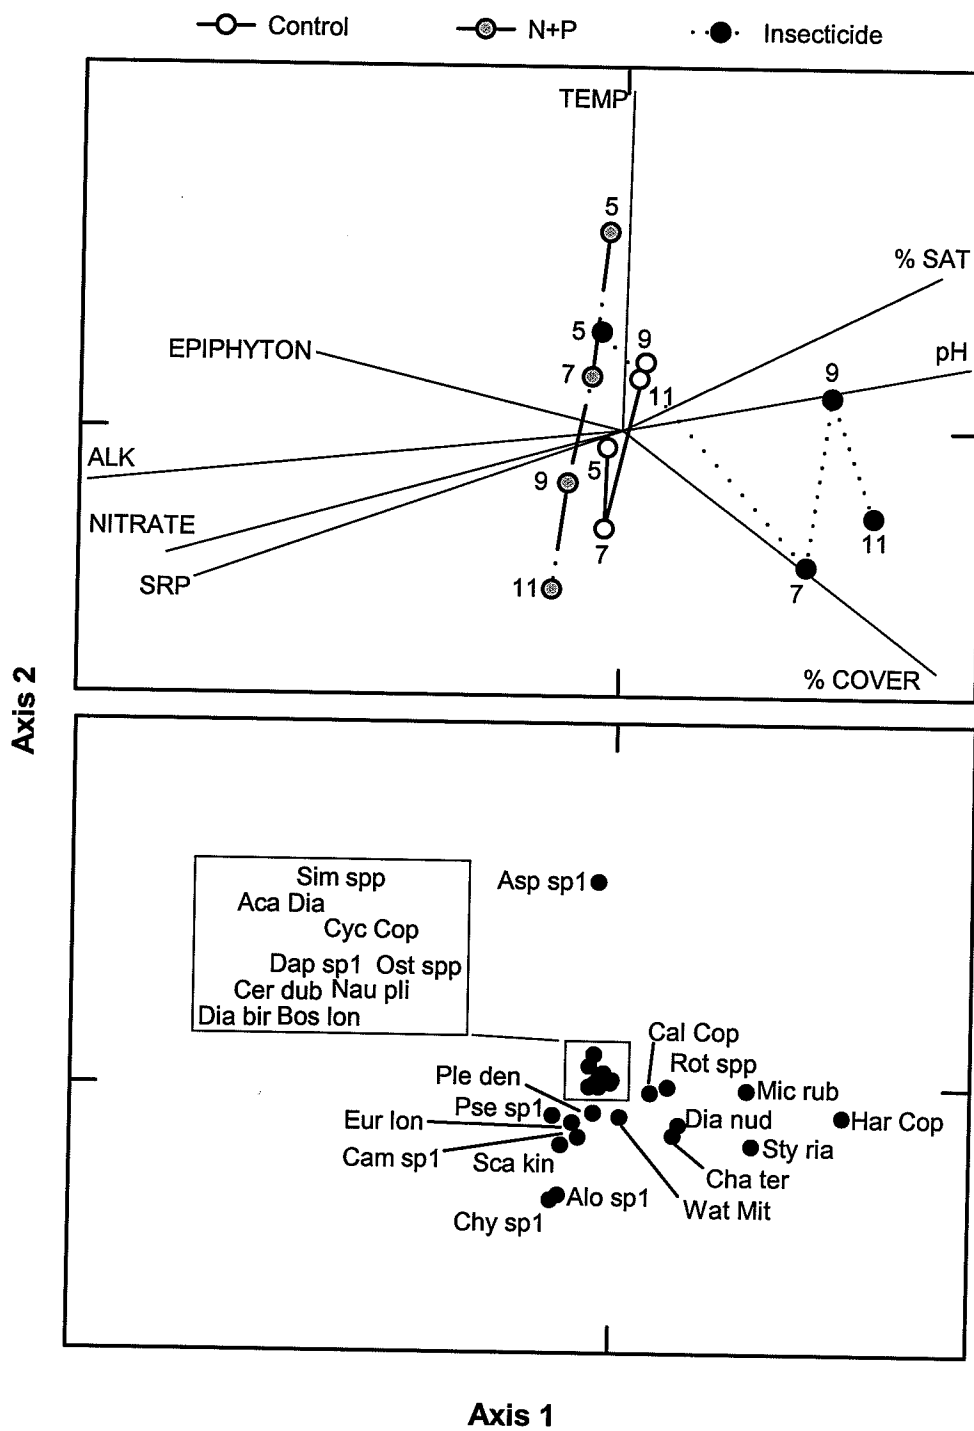 Control N+P Insecticide
TEMP
5
% SAT
5 9
EPIPHYTON
pH
7 9
11
ALK
5
9
NITRATE
7 11
SRP
11 7
% COVER
Axis 2
Sim spp
Asp sp1
Aca Dia
Cyc Cop
Dap sp1 Ost spp
Cer dub Nau pli
Dia bir Bos lon
Cal Cop
Rot spp
Ple den
Mic rub
Pse sp1
Eur lon
Dia nud
Har Cop
Cam sp1
Sca kin
Sty ria
Cha ter
Alo sp1
Wat Mit
Chy sp1
Axis 1